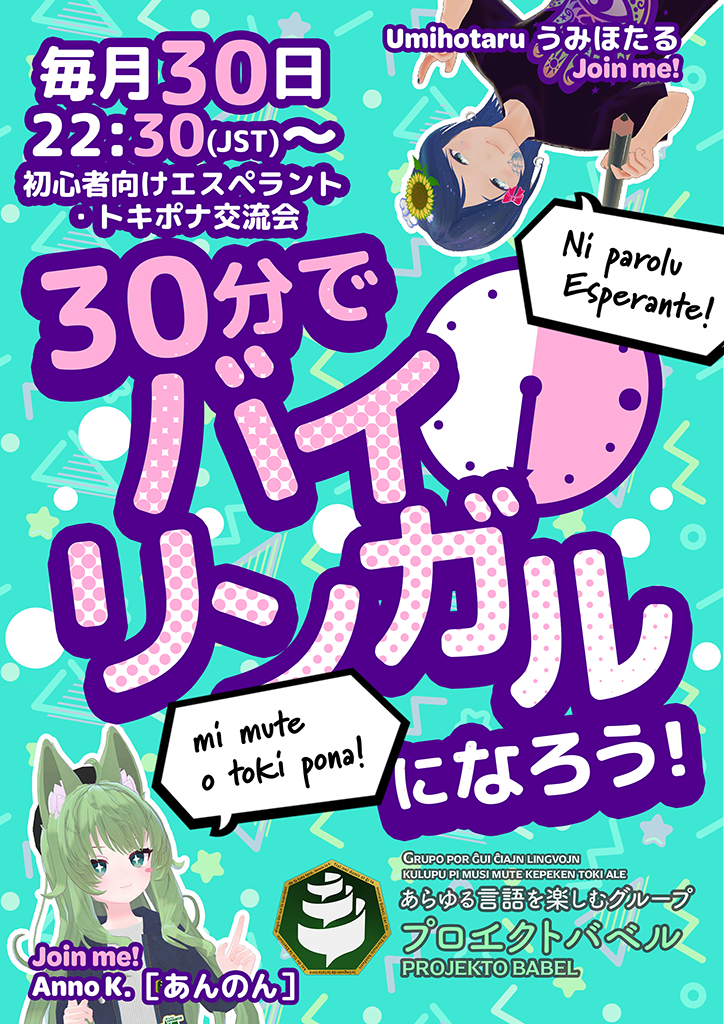 毎月30日
22:30(JST)〜
初心者向けエスペラント
・トキポナ交流会
Umihotaru うみほたる
Join me!
Ni parolu
Esperante!
30分で
バイ
リンガル
になろう!
mi mute
o toki pona!
Join me!
Anno K.［あんのん］
GRUPO POR ĜUI ĈIAJN LINGVOJN
KULUPU PI MUSI MUTE KEPEKEN TOKI ALE
あらゆる言語を楽しむグループ
プロエクトバベル
PROJEKTO BABEL